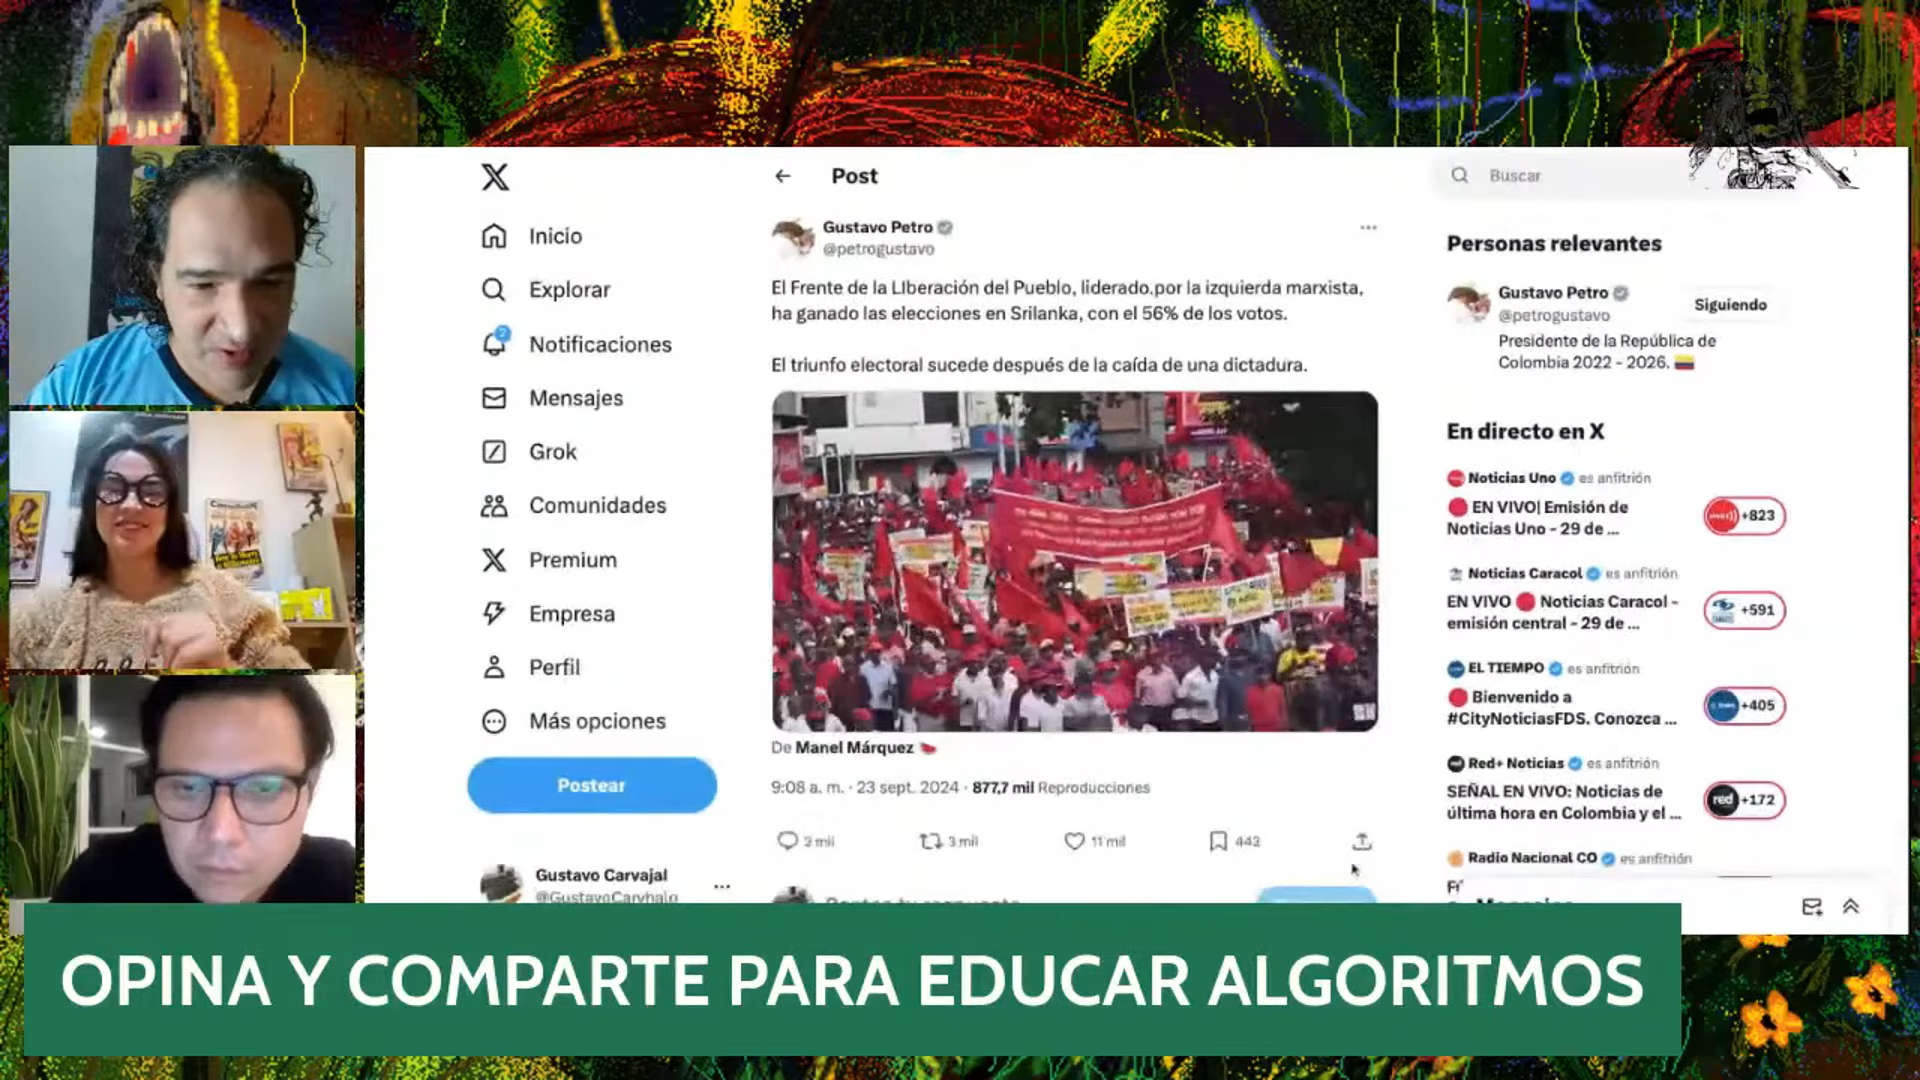 Inicio
Explorar
2
Notificaciones
Mensajes
Grok
Comunidades
Premium
Empresa
Perfil
Más opciones
Postear
Gustavo Carvajal
@GustavoCarvhalo
Post
Gustavo Petro
@petrogustavo
El Frente de la LIberación del Pueblo, liderado.por la izquierda marxista,
ha ganado las elecciones en Srilanka, con el 56% de los votos.
El triunfo electoral sucede después de la caída de una dictadura.
De Manel Márquez
9:08 a. m. · 23 sept. 2024 · 877,7 mil Reproducciones
2 mil
3 mil
11 mil
442
Buscar
Personas relevantes
Gustavo Petro
@petrogustavo
Siguiendo
Presidente de la República de
Colombia 2022 - 2026.
En directo en X
Noticias Uno es anfitrión
EN VIVO| Emisión de
Noticias Uno - 29 de ...
+823
Noticias Caracol es anfitrión
EN VIVO Noticias Caracol -
emisión central - 29 de ...
+591
EL TIEMPO es anfitrión
Bienvenido a
#CityNoticiasFDS. Conozca ...
+405
Red+ Noticias es anfitrión
SEÑAL EN VIVO: Noticias de
última hora en Colombia y el ...
red +172
Radio Nacional CO es anfitrión
Mensajes
OPINA Y COMPARTE PARA EDUCAR ALGORITMOS